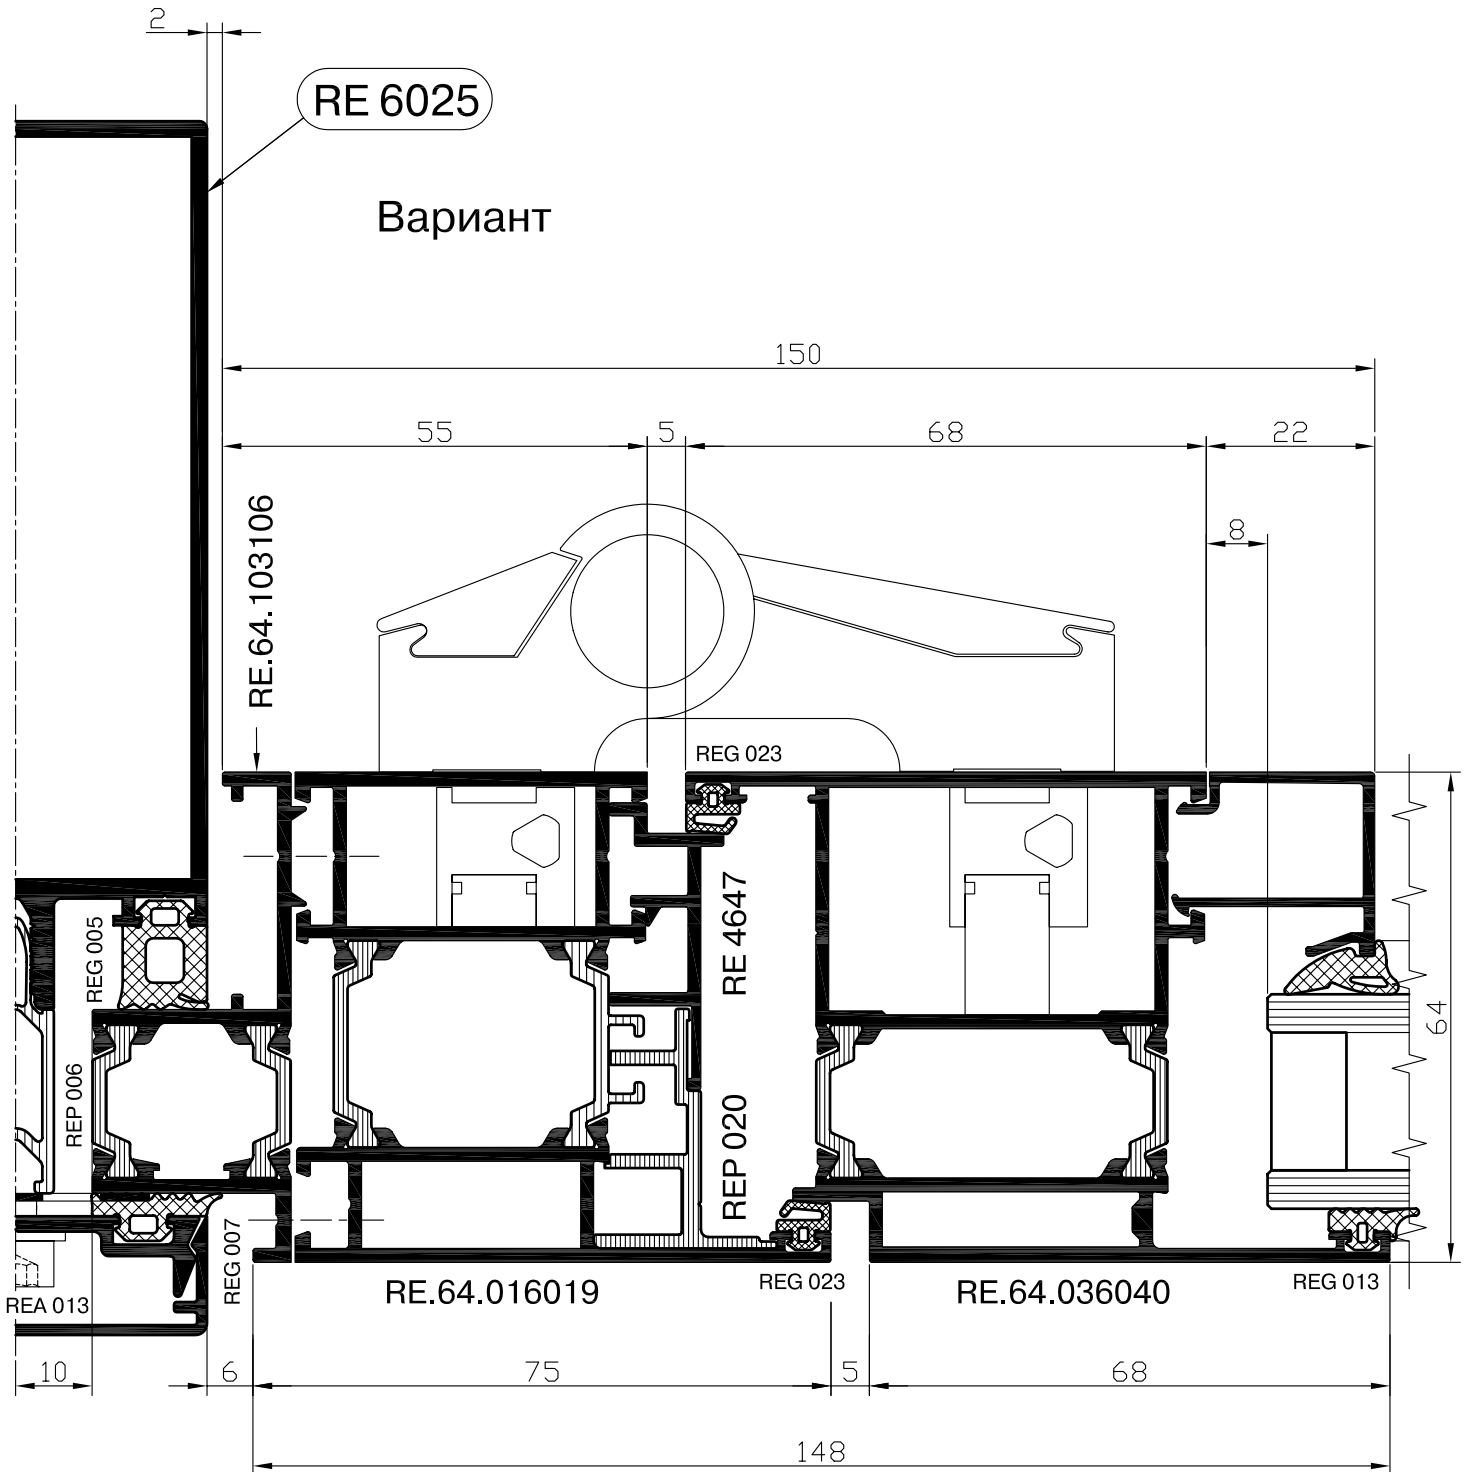 2
RE 6025
Вариант
150
55
5
68
22
8
RE.64.103106
REG 023
REG 005
RE 4647
64
REP 006
REP 020
REG 007
REA 013
RE.64.016019
REG 023
RE.64.036040
REG 013
10
6
75
5
68
148